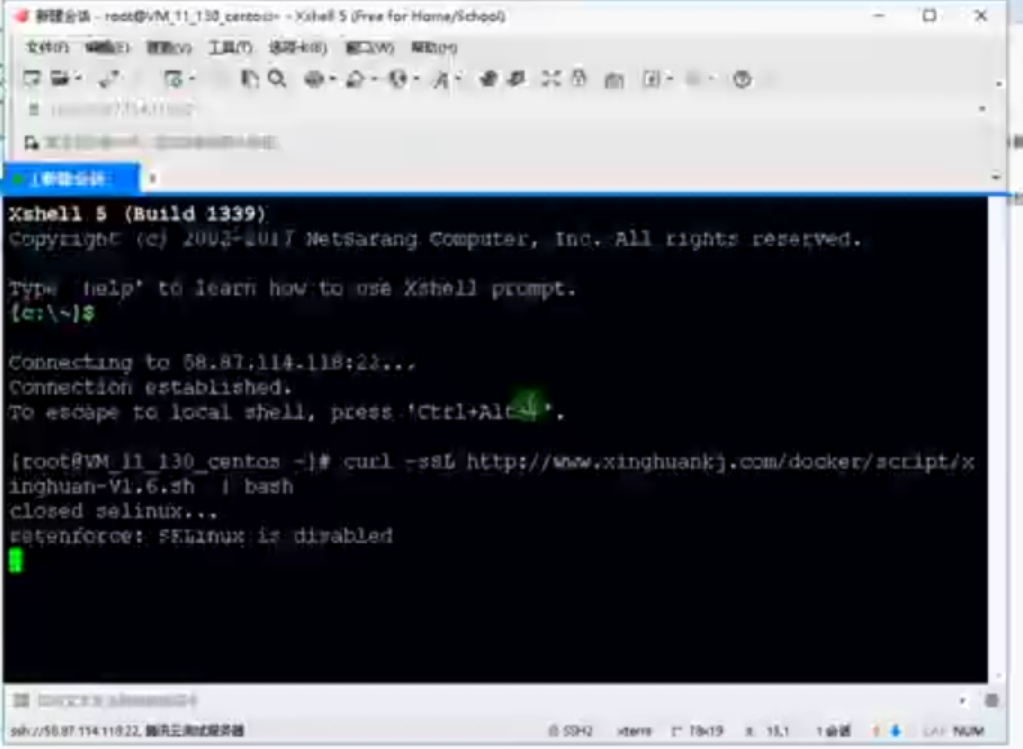 新建会话 - root@VM_11_130_centos:~ - Xshell 5 (Free for Home/School)
文件(F) 编辑(E) 查看(V) 工具(T) 选项卡(B) 窗口(W) 帮助(H)
1 新建会话
Xshell 5 (Build 1339)
Copyright (c) 2002-2017 NetSarang Computer, Inc. All rights reserved.
Type `help' to learn how to use Xshell prompt.
[c:\~]$
Connecting to 58.87.114.118:22...
Connection established.
To escape to local shell, press 'Ctrl+Alt+]'.
[root@VM_11_130_centos ~]# curl -sSL http://www.xinghuankj.com/docker/script/x
inghuan-V1.6.sh | bash
closed selinux...
setenforce: SELinux is disabled
ssh://58.87.114.118:22, 腾讯云测试服务器
SSH2 xterm 78x19 15,1 1 会话 CAP NUM